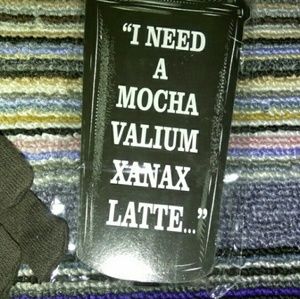 “I NEED
A
MOCHA
VALIUM
XANAX
LATTE...”